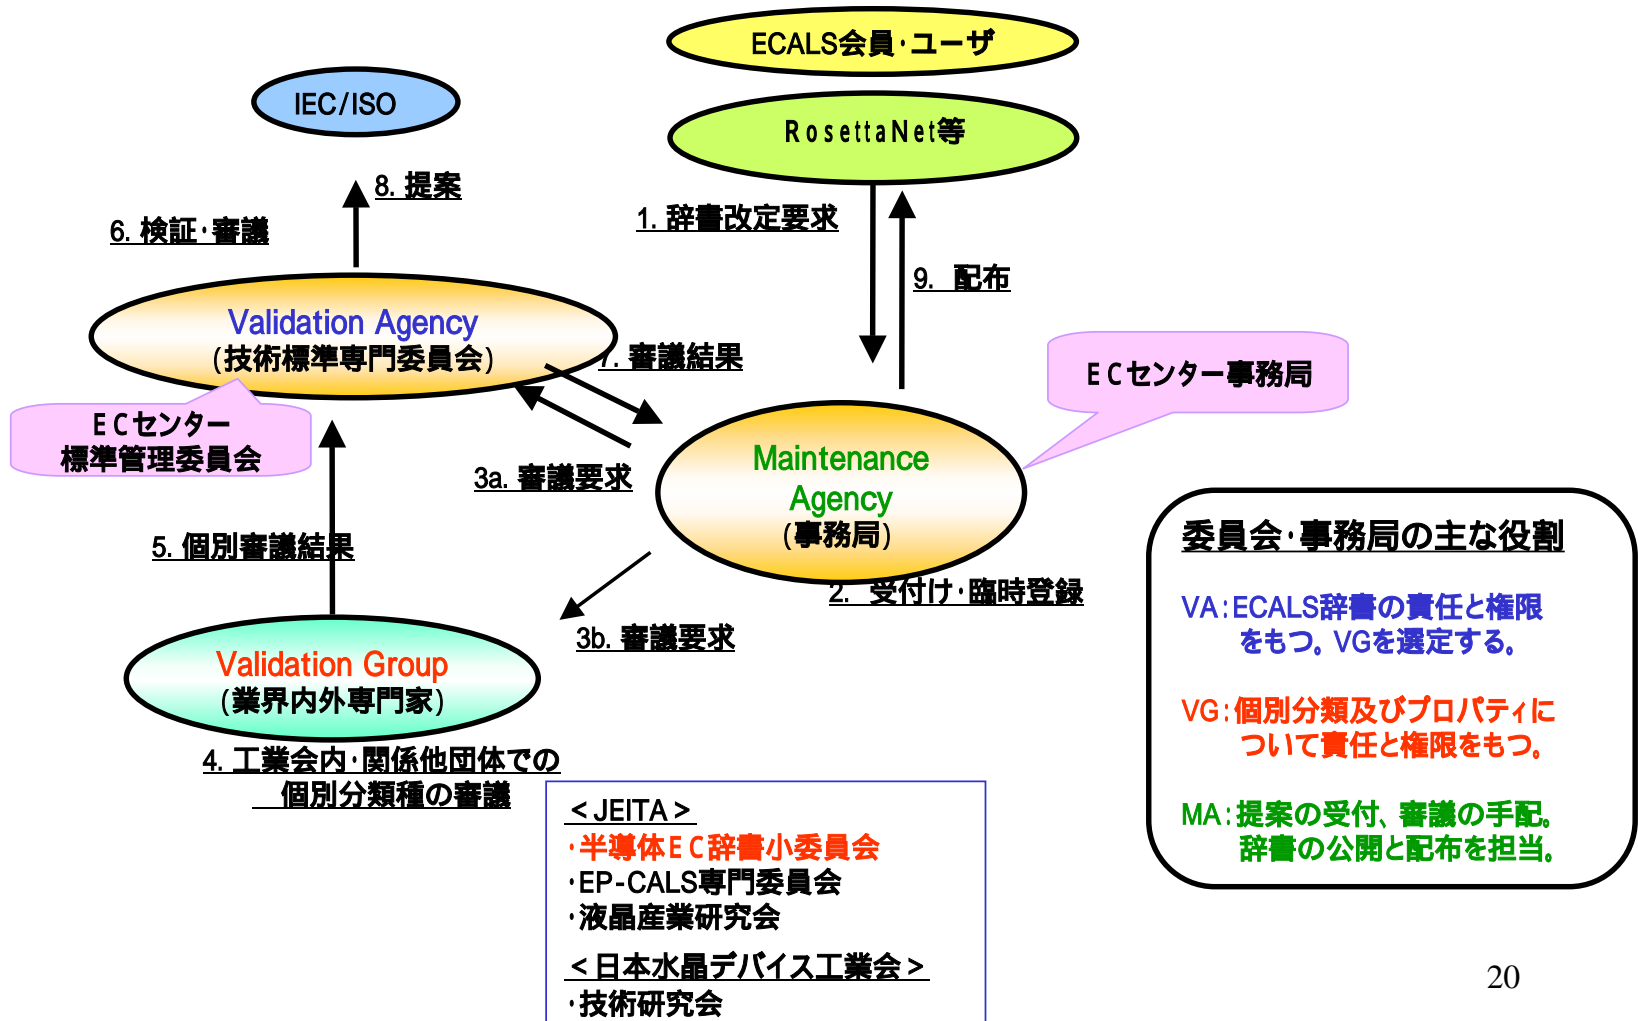 ECALS会員・ユーザ
IEC/ISO
RosettaNet等
8. 提案
6. 検証・審議
1. 辞書改定要求
9. 配布
Validation Agency
(技術標準専門委員会)
7. 審議結果
ECセンター事務局
ECセンター
標準管理委員会
3a. 審議要求
Maintenance
Agency
(事務局)
5. 個別審議結果
2. 受付け・臨時登録
3b. 審議要求
Validation Group
(業界内外専門家)
4. 工業会内・関係他団体での
個別分類種の審議
＜JEITA＞
・半導体EC辞書小委員会
・EP-CALS専門委員会
・液晶産業研究会
＜日本水晶デバイス工業会＞
・技術研究会
委員会・事務局の主な役割
VA：ECALS辞書の責任と権限
をもつ。VGを選定する。
VG：個別分類及びプロパティに
ついて責任と権限をもつ。
MA：提案の受付、審議の手配。
辞書の公開と配布を担当。
20